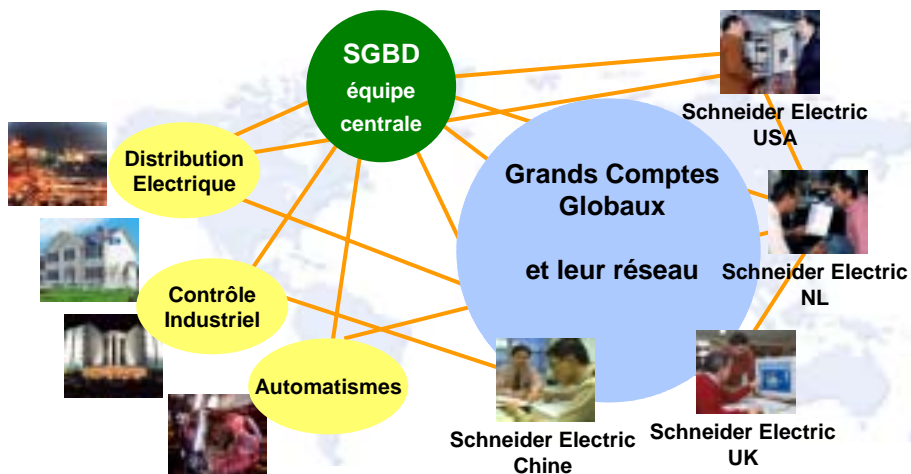 SGBD
équipe
centrale
Distribution
Electrique
Contrôle
Industriel
Automatismes
Grands Comptes
Globaux
et leur réseau
Schneider Electric
USA
Schneider Electric
NL
Schneider Electric
UK
Schneider Electric
Chine